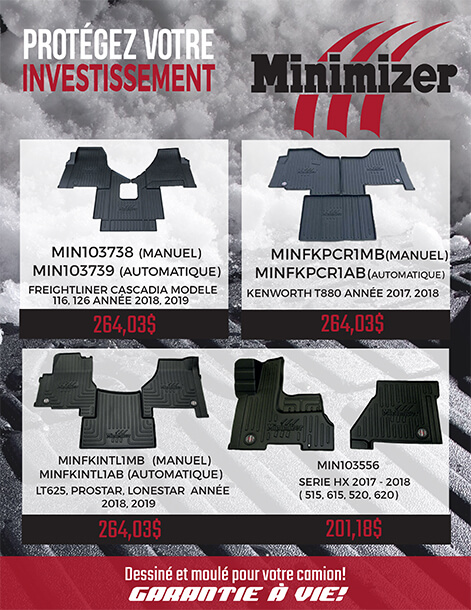 PROTÉGEZ VOTRE
INVESTISSEMENT
Minimizer
MIN103738 (MANUEL)
MIN103739 (AUTOMATIQUE)
FREIGHTLINER CASCADIA MODELE
116, 126 ANNÉE 2018, 2019
264,03$
MINFKPCR1MB(MANUEL)
MINFKPCR1AB(AUTOMATIQUE)
KENWORTH T880 ANNÉE 2017, 2018
264,03$
MINFKINTL1MB (MANUEL)
MINFKINTL1AB (AUTOMATIQUE)
LT625, PROSTAR, LONESTAR ANNÉE
2018, 2019
264,03$
MIN103556
SERIE HX 2017 - 2018
( 515, 615, 520, 620)
201,18$
Dessiné et moulé pour votre camion!
GARANTIE À VIE!